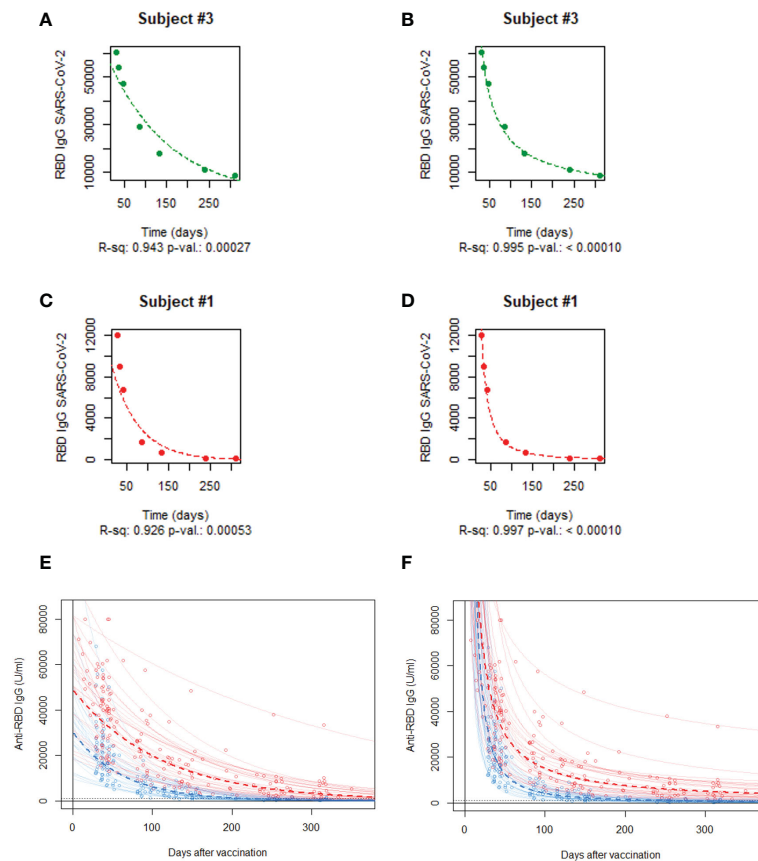 A
Subject #3
RBD IgG SARS-CoV-2
10000 30000 50000
50 150 250
Time (days)
R-sq: 0.943 p-val.: 0.00027
B
Subject #3
RBD IgG SARS-CoV-2
10000 30000 50000
50 150 250
Time (days)
R-sq: 0.995 p-val.: < 0.00010
C
Subject #1
RBD IgG SARS-CoV-2
0 4000 8000 12000
50 150 250
Time (days)
R-sq: 0.926 p-val.: 0.00053
D
Subject #1
RBD IgG SARS-CoV-2
0 4000 8000 12000
50 150 250
Time (days)
R-sq: 0.997 p-val.: < 0.00010
E
Anti-RBD IgG (U/ml)
0 20000 40000 60000 80000
0 100 200 300
Days after vaccination
F
Anti-RBD IgG (U/ml)
0 20000 40000 60000 80000
0 100 200 300
Days after vaccination